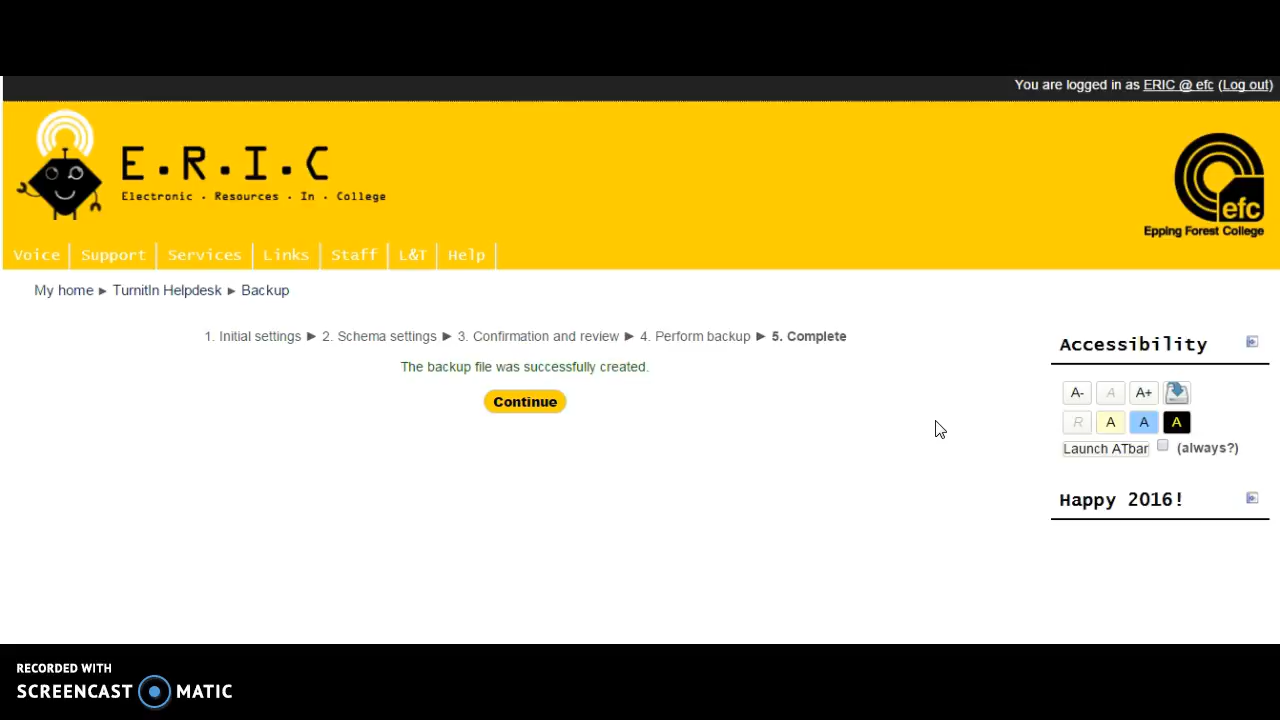 You are logged in as ERIC @ efc (Log out)
E.R.I.C
Electronic . Resources . In . College
efc
Epping Forest College
Voice Support Services Links Staff L&T Help
My home ► TurnitIn Helpdesk ► Backup
1. Initial settings ► 2. Schema settings ► 3. Confirmation and review ► 4. Perform backup ► 5. Complete
The backup file was successfully created.
Continue
Accessibility
A- A A+
R A A A
Launch ATbar (always?)
Happy 2016!
RECORDED WITH
SCREENCAST MATIC